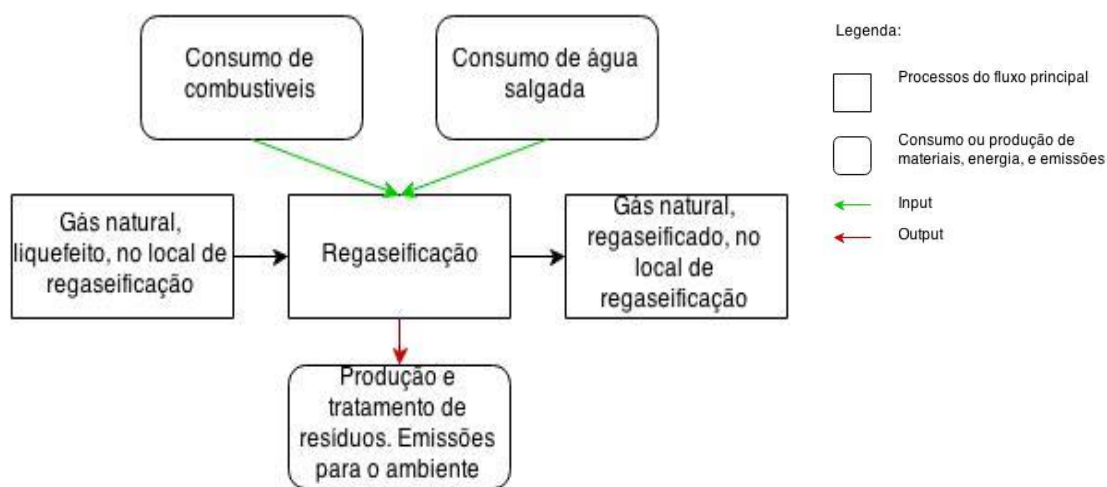 Consumo de
combustiveis
Consumo de água
salgada
Legenda:
Processos do fluxo principal
Consumo ou produção de
materiais, energia, e emissões
Input
Output
Gás natural,
liquefeito, no local de
regaseificação
Regaseificação
Gás natural,
regaseificado, no
local de
regaseificação
Produção e
tratamento de
resíduos. Emissões
para o ambiente